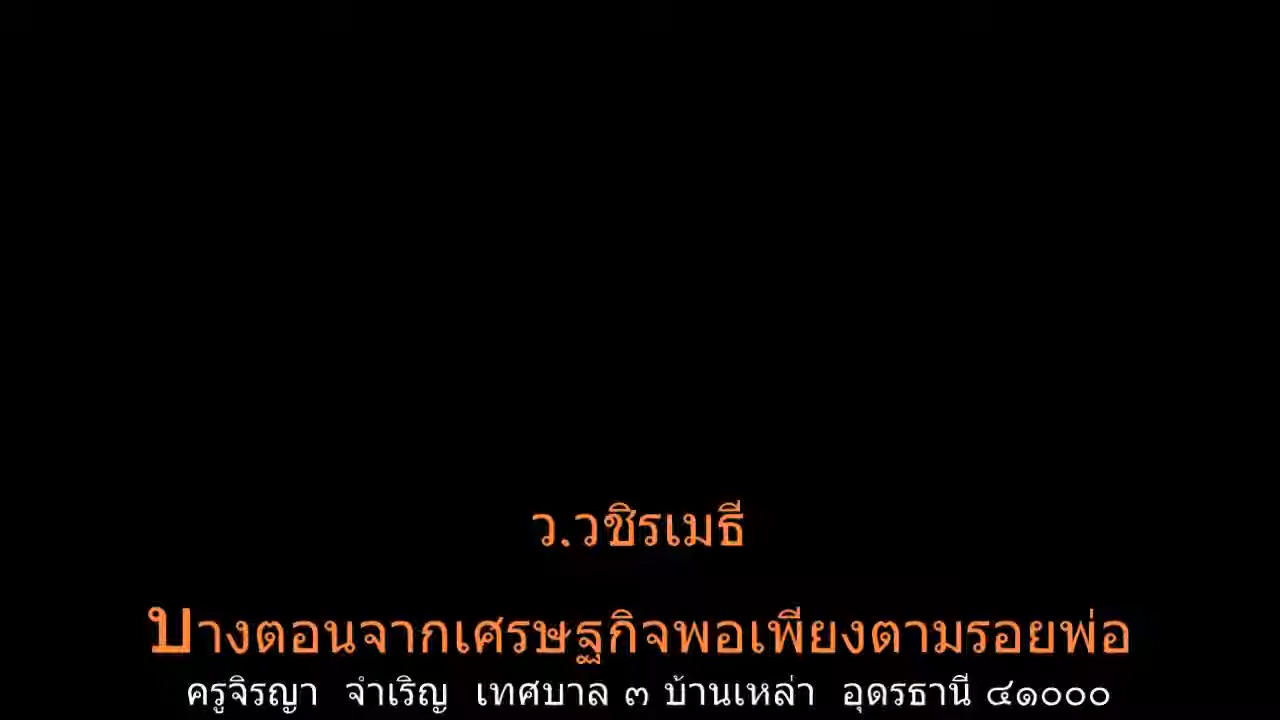 ว.วชิรเมธี
บางตอนจากเศรษฐกิจพอเพียงตามรอยพ่อ
ครูจิรญา จำเริญ เทศบาล ๓ บ้านเหล่า อุดรธานี ๔๑๐๐๐